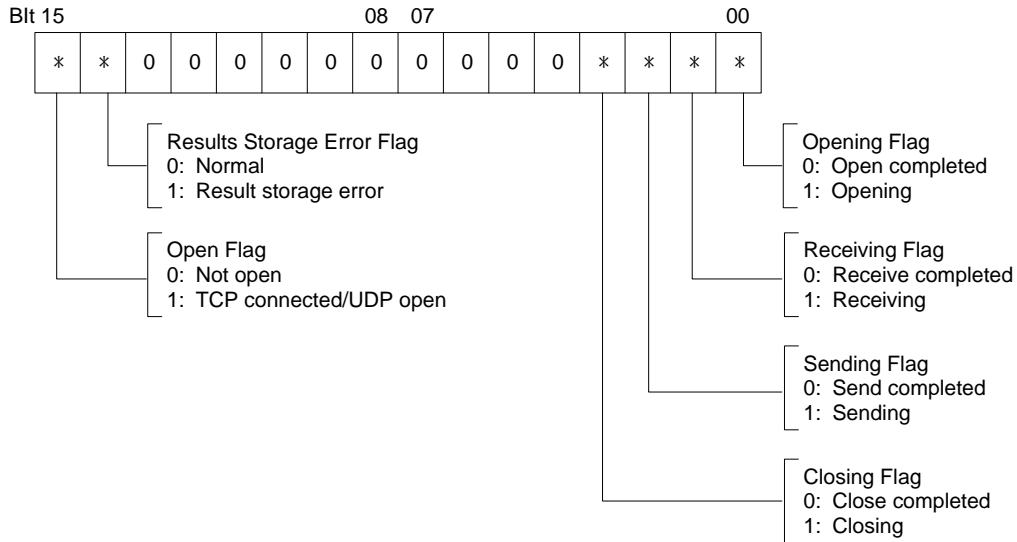 BIt 15 08 07 00
* * 0 0 0 0 0 0 0 0 0 0 * * * *
Results Storage Error Flag
0: Normal
1: Result storage error
Open Flag
0: Not open
1: TCP connected/UDP open
Opening Flag
0: Open completed
1: Opening
Receiving Flag
0: Receive completed
1: Receiving
Sending Flag
0: Send completed
1: Sending
Closing Flag
0: Close completed
1: Closing